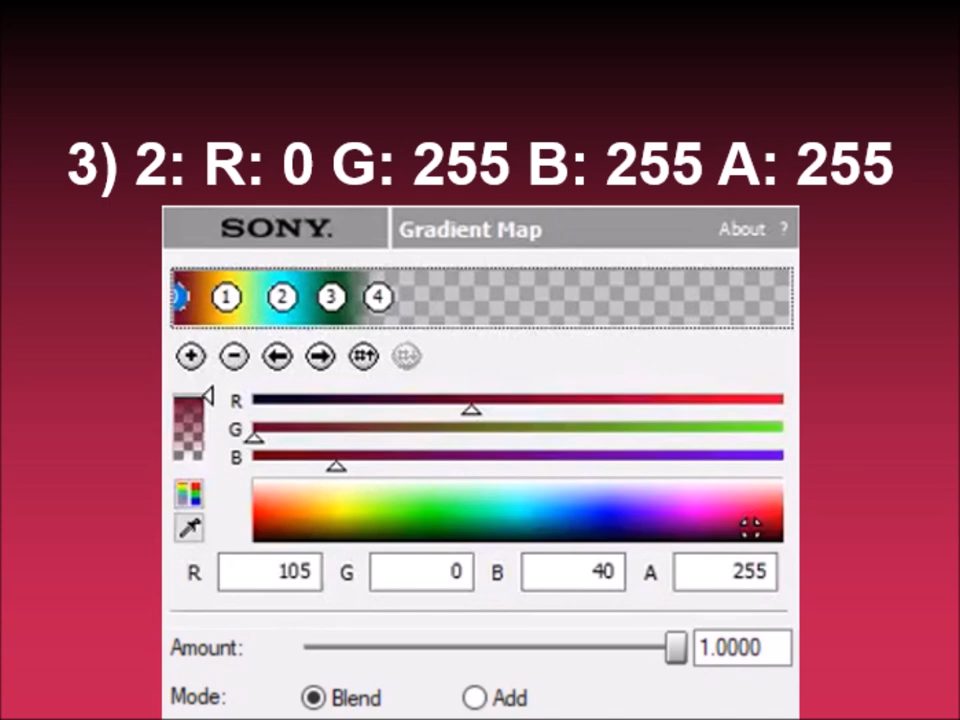 3) 2: R: 0 G: 255 B: 255 A: 255
SONY. Gradient Map About ?
1 2 3 4
R
G
B
R 105 G 0 B 40 A 255
Amount: 1.0000
Mode: Blend Add